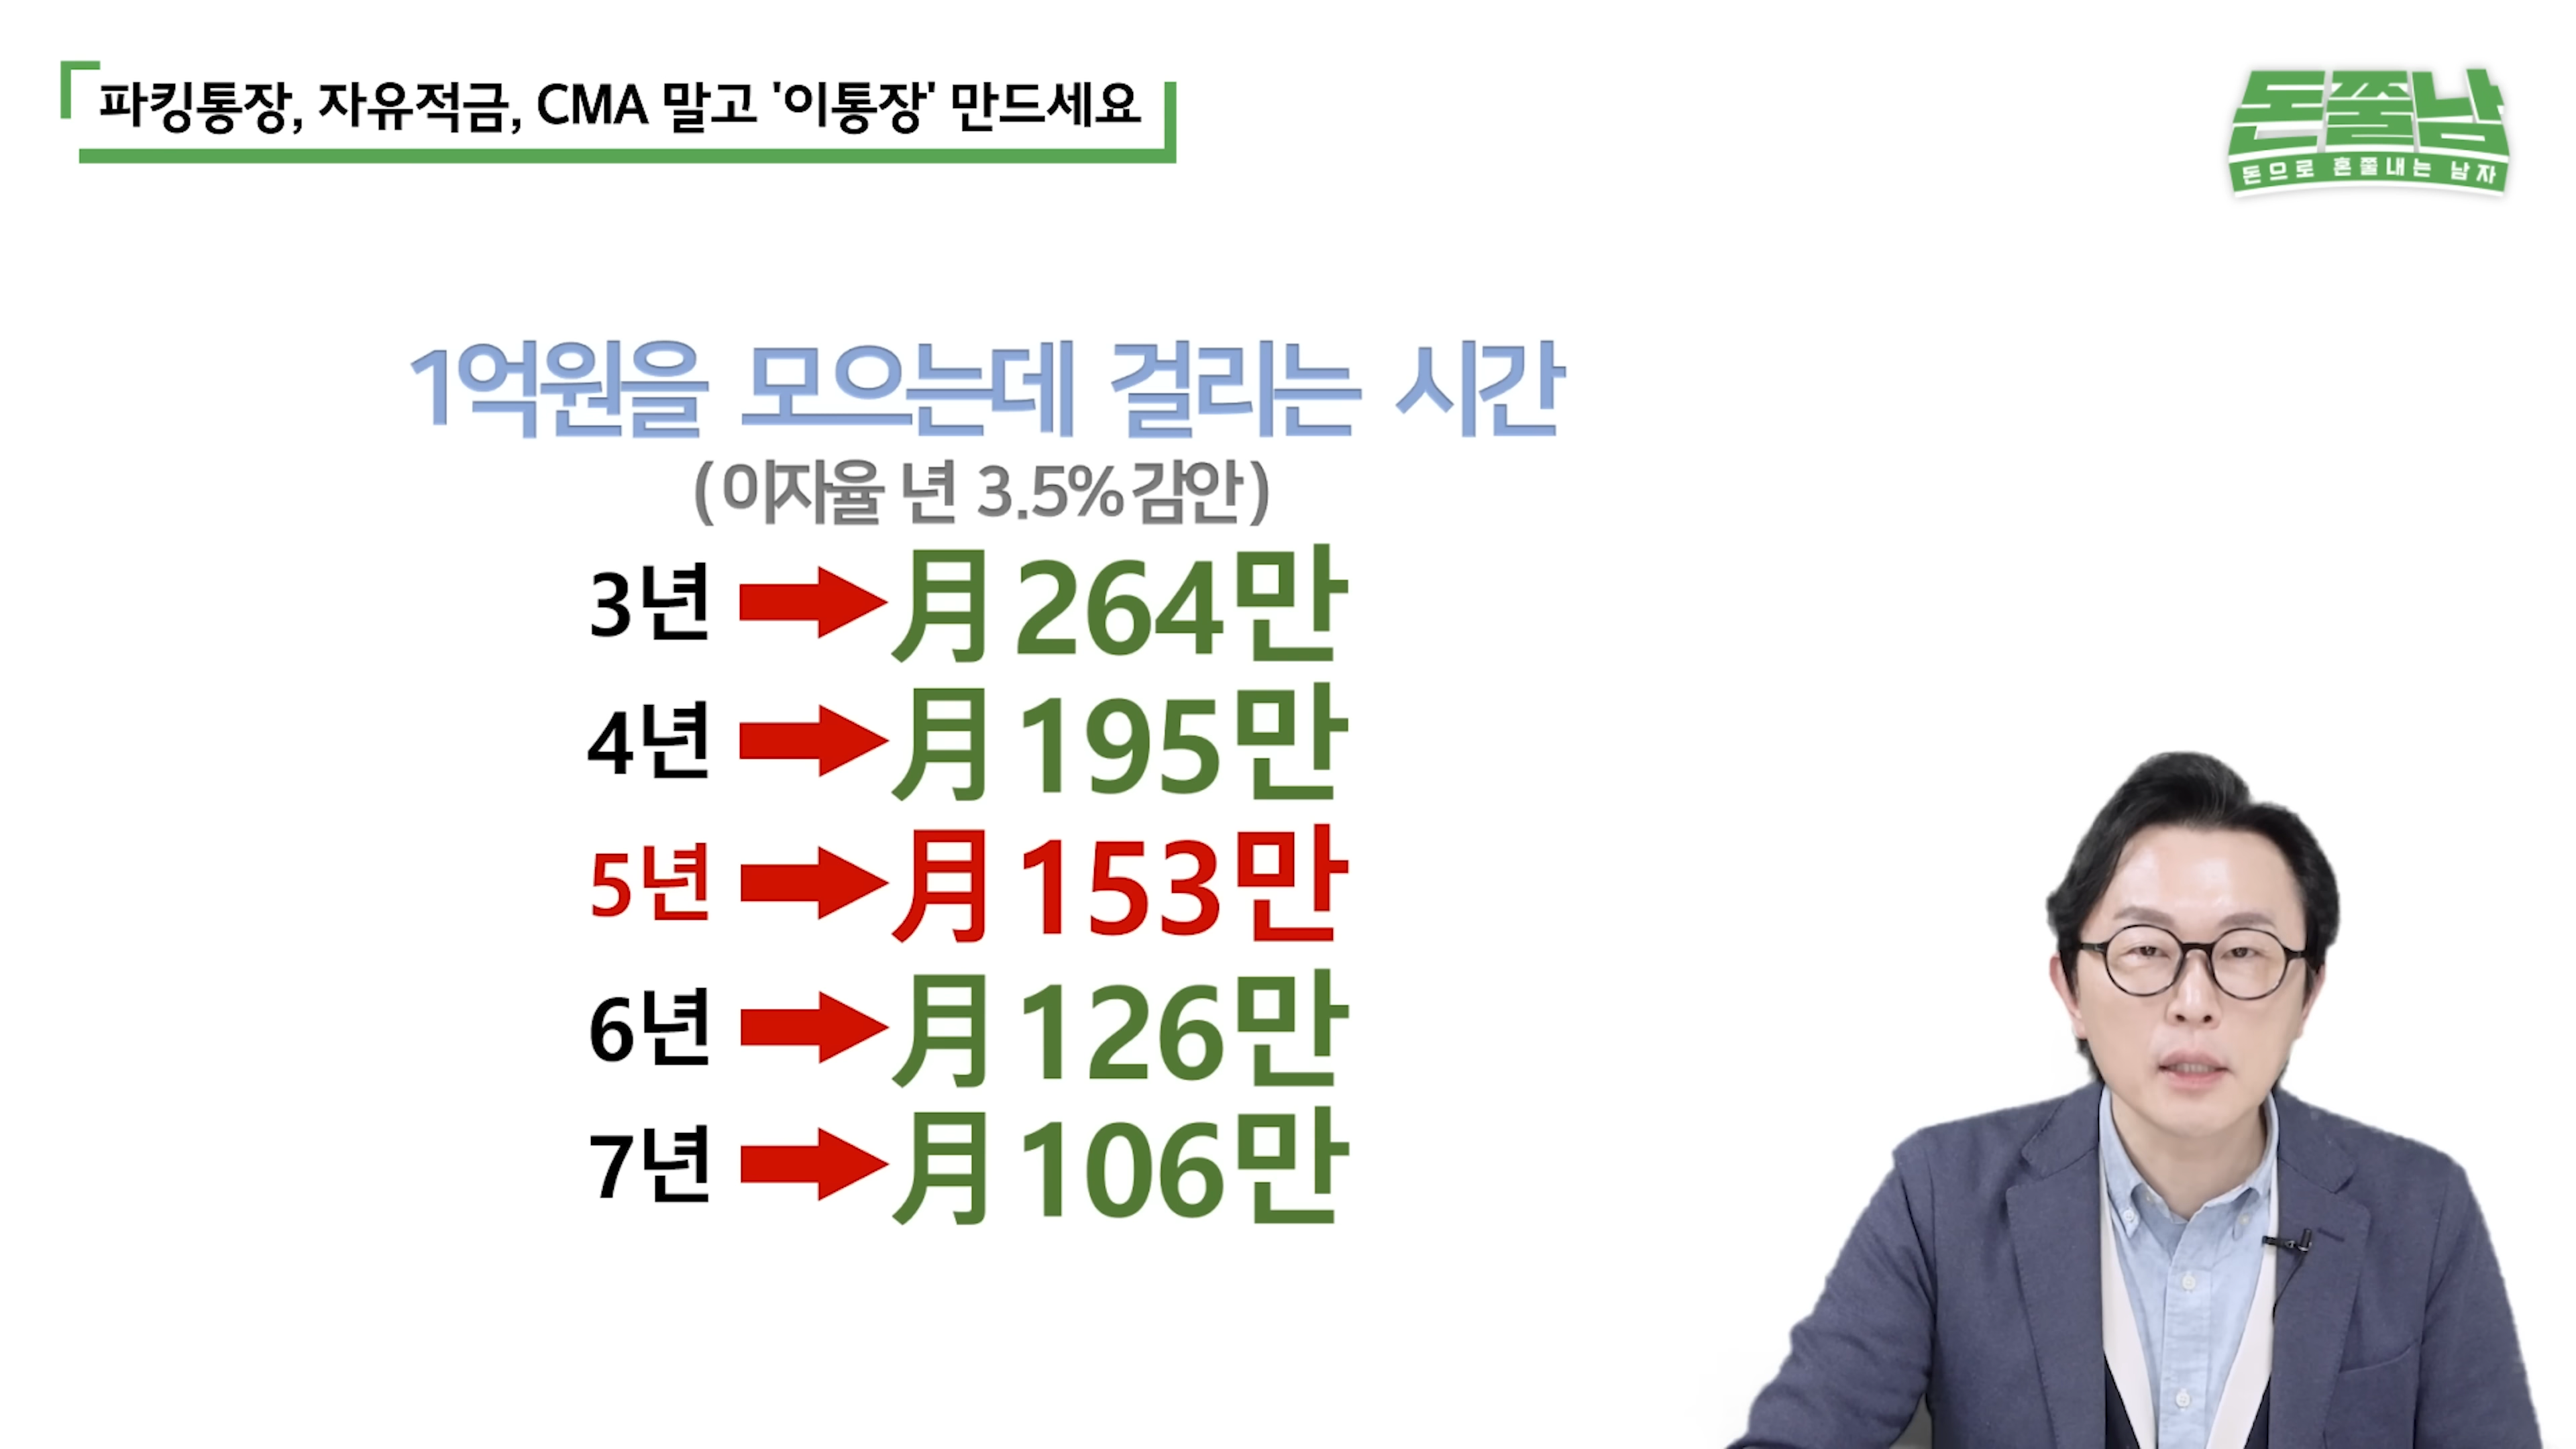 파킹통장, 자유적금, CMA 말고 '이통장' 만드세요
돈쭐남
돈으로 혼쭐내는 남자
1억원을 모으는데 걸리는 시간
(이자율 년 3.5%감안)
3년 月264만
4년 月195만
5년 月153만
6년 月126만
7년 月106만